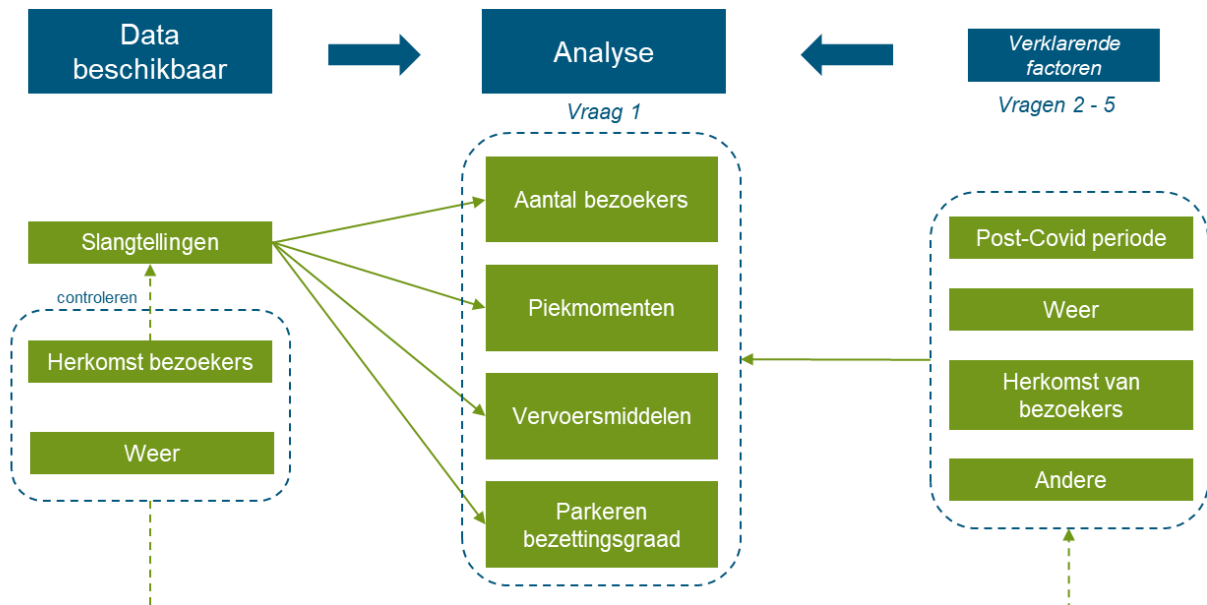 Data
beschikbaar
Analyse
Verklarende
factoren
Vraag 1
Vragen 2 - 5
Slangtellingen
controleren
Herkomst bezoekers
Weer
Aantal bezoekers
Piekmomenten
Vervoersmiddelen
Parkeren
bezettingsgraad
Post-Covid periode
Weer
Herkomst van
bezoekers
Andere